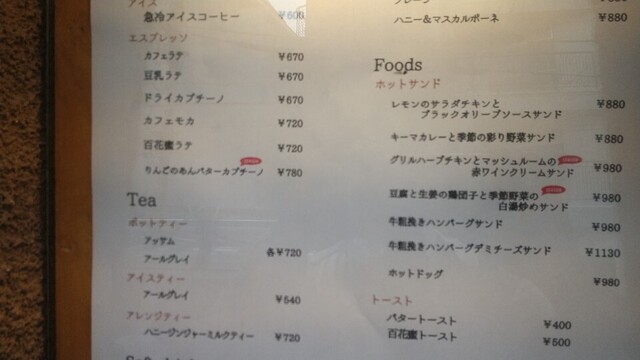 アイス
急冷アイスコーヒー ¥600
エスプレッソ
カフェラテ ¥670
豆乳ラテ ¥670
ドライカプチーノ ¥670
カフェモカ ¥720
百花蜜ラテ ¥720
りんごのあんバターカプチーノ ¥780
Tea
ポットティー
アッサム
アールグレイ
各¥720
アイスティー
アールグレイ ¥540
アレンジティー
ハニージンジャーミルクティー ¥720
プレーン
ハニー&マスカルポーネ ¥880
Foods
ホットサンド
レモンのサラダチキンと
ブラックオリーブソースサンド ¥880
キーマカレーと季節の彩り野菜サンド ¥880
グリルハーブチキンとマッシュルームの
赤ワインクリームサンド ¥980
豆腐と生姜の鶏団子と季節野菜の
白湯炒めサンド ¥980
牛粗挽きハンバーグサンド ¥980
牛粗挽きハンバーグデミチーズサンド ¥1130
ホットドッグ ¥980
トースト
バタートースト ¥400
百花蜜トースト ¥500